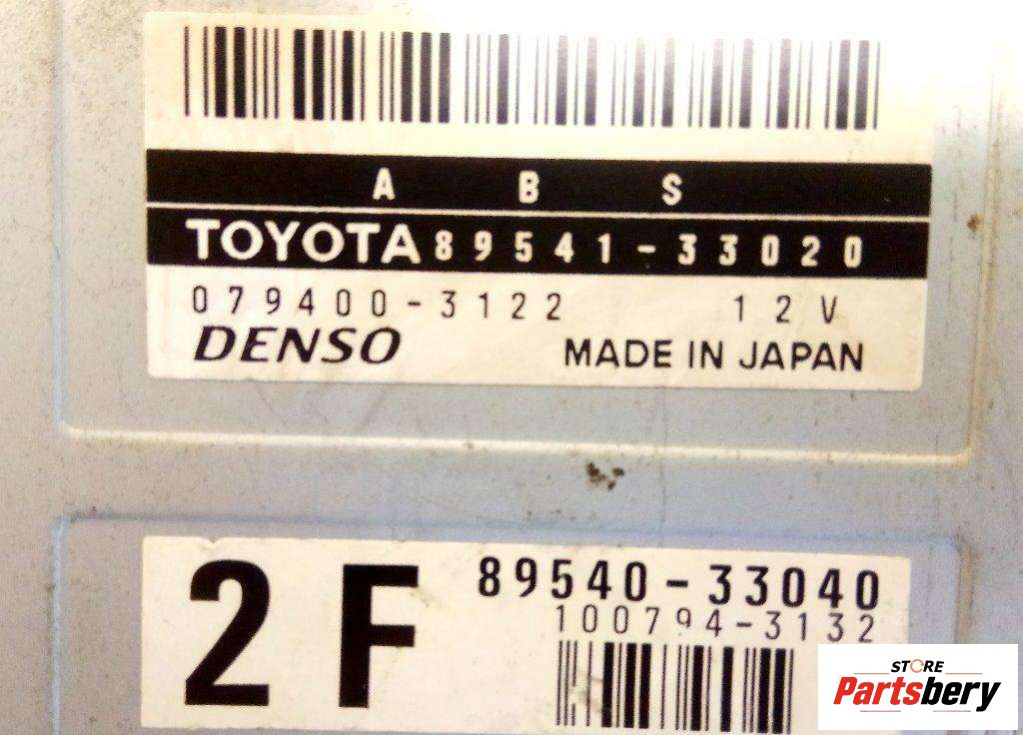 A B S
TOYOTA 89541-33020
079400-3122 12V
DENSO MADE IN JAPAN
2F 89540-33040
100794-3132
STORE
Partsbery